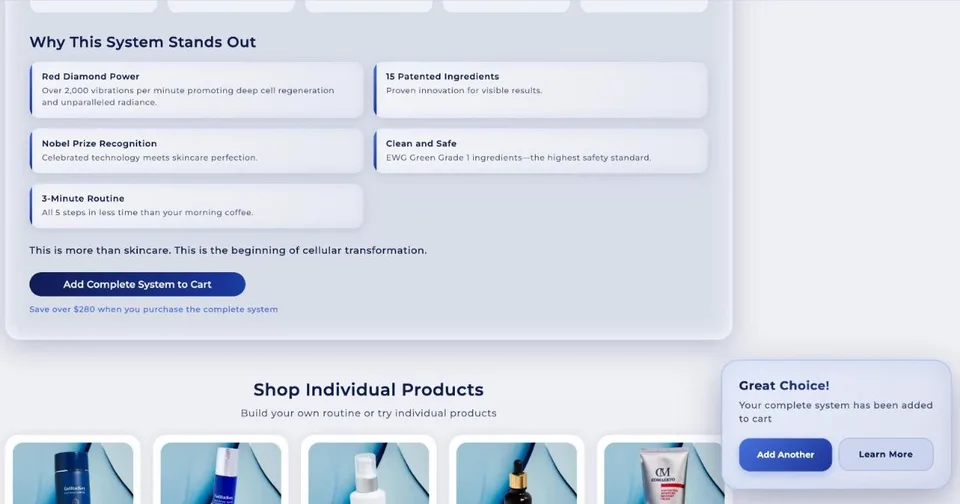 Why This System Stands Out
Red Diamond Power
Over 2,000 vibrations per minute promoting deep cell regeneration
and unparalleled radiance.
15 Patented Ingredients
Proven innovation for visible results.
Nobel Prize Recognition
Celebrated technology meets skincare perfection.
Clean and Safe
EWG Green Grade 1 ingredients—the highest safety standard.
3-Minute Routine
All 5 steps in less time than your morning coffee.
This is more than skincare. This is the beginning of cellular transformation.
Add Complete System to Cart
Save over $280 when you purchase the complete system
Shop Individual Products
Build your own routine or try individual products
Great Choice!
Your complete system has been added
to cart
Add Another
Learn More
CM